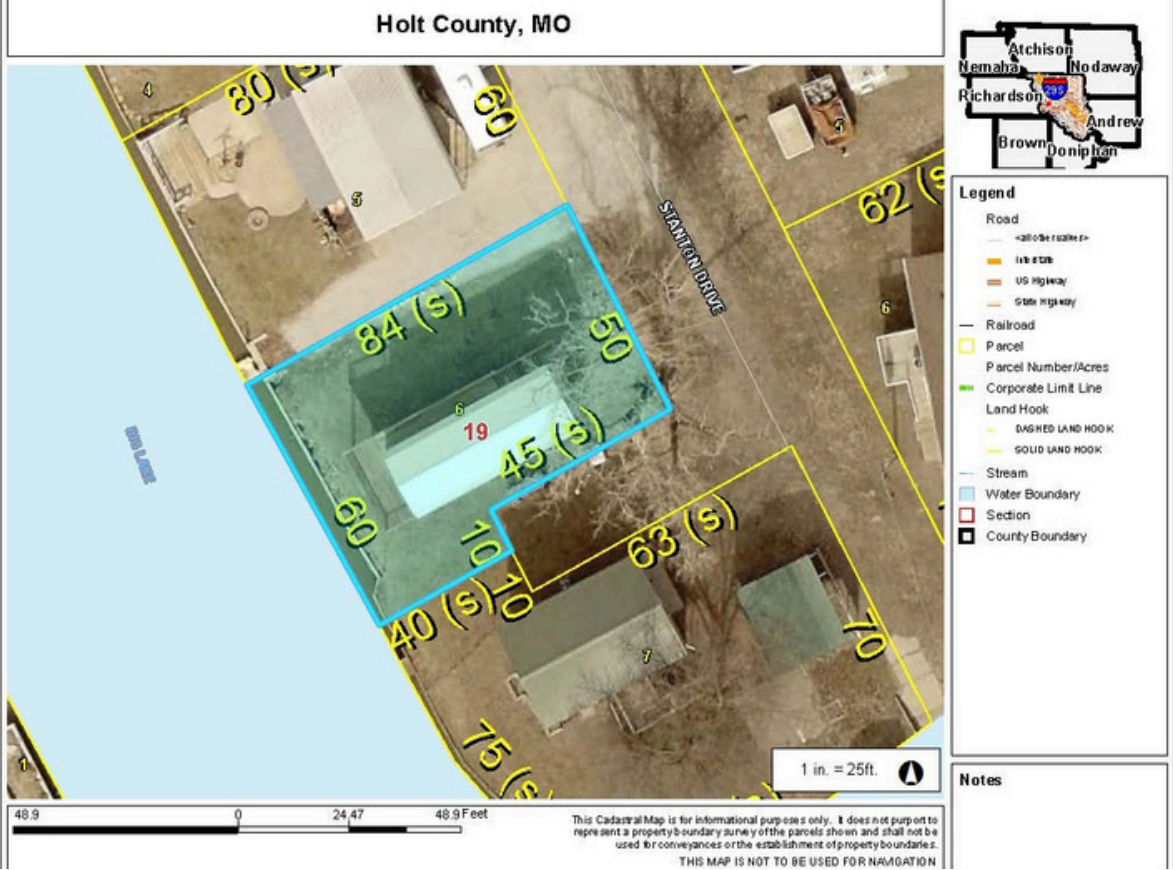 Holt County, MO
Atchison
Nemaha
Nodaway
Richardson
29S
Andrew
Brown
Doniphan
4
80 (s)
60
5
5
62 (s
STANTON DRIVE
6
84 (s)
50
6
19
45 (s)
BIG LAKE
60
10
63 (s)
10
40 (s)
7
70
75 (s
1
1 in. = 25ft.
Legend
Road
<all other values>
Interstate
US Highway
State Highway
Railroad
Parcel
Parcel Number/Acres
Corporate Limit Line
Land Hook
DASHED LAND HOOK
SOLID LAND HOOK
Stream
Water Boundary
Section
County Boundary
Notes
48.9 0 24.47 48.9 Feet
This Cadastral Map is for informational purposes only. It does not purport to
represent a property boundary survey of the parcels shown and shall not be
used for conveyances or the establishment of property boundaries.
THIS MAP IS NOT TO BE USED FOR NAVIGATION